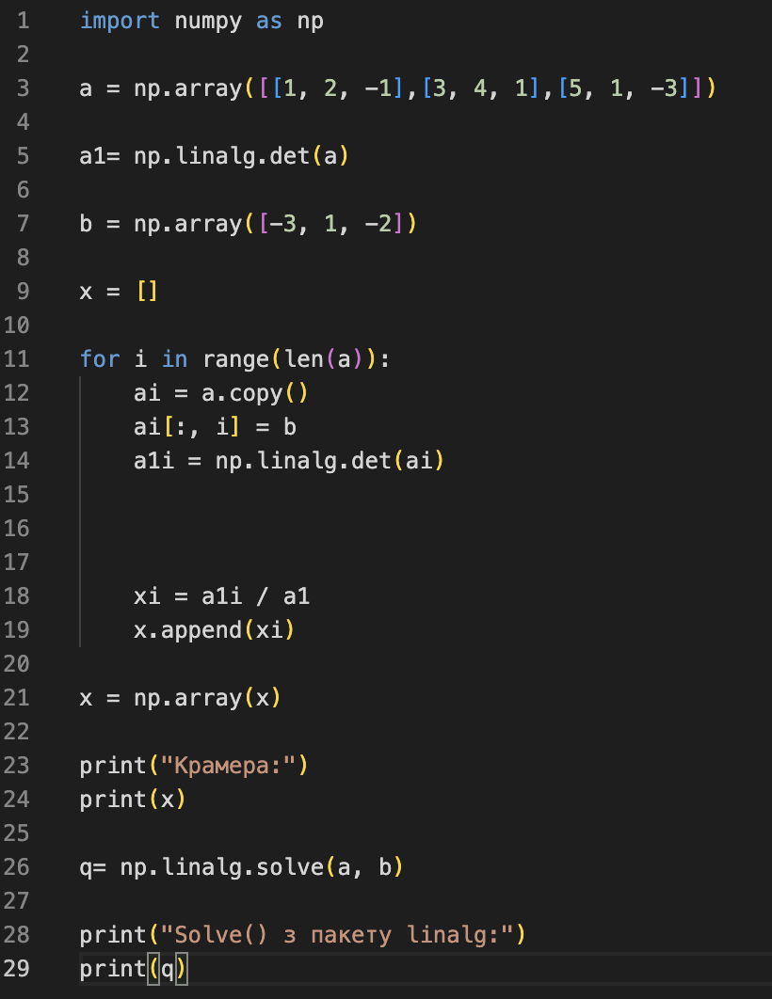 1 import numpy as np
2
3 a = np.array([[1, 2, -1],[3, 4, 1],[5, 1, -3]])
4
5 a1= np.linalg.det(a)
6
7 b = np.array([-3, 1, -2])
8
9 x = []
10
11 for i in range(len(a)):
12     ai = a.copy()
13     ai[:, i] = b
14     a1i = np.linalg.det(ai)
15
16
17
18     xi = a1i / a1
19     x.append(xi)
20
21 x = np.array(x)
22
23 print("Крамера:")
24 print(x)
25
26 q= np.linalg.solve(a, b)
27
28 print("Solve() з пакету linalg:")
29 print(q)